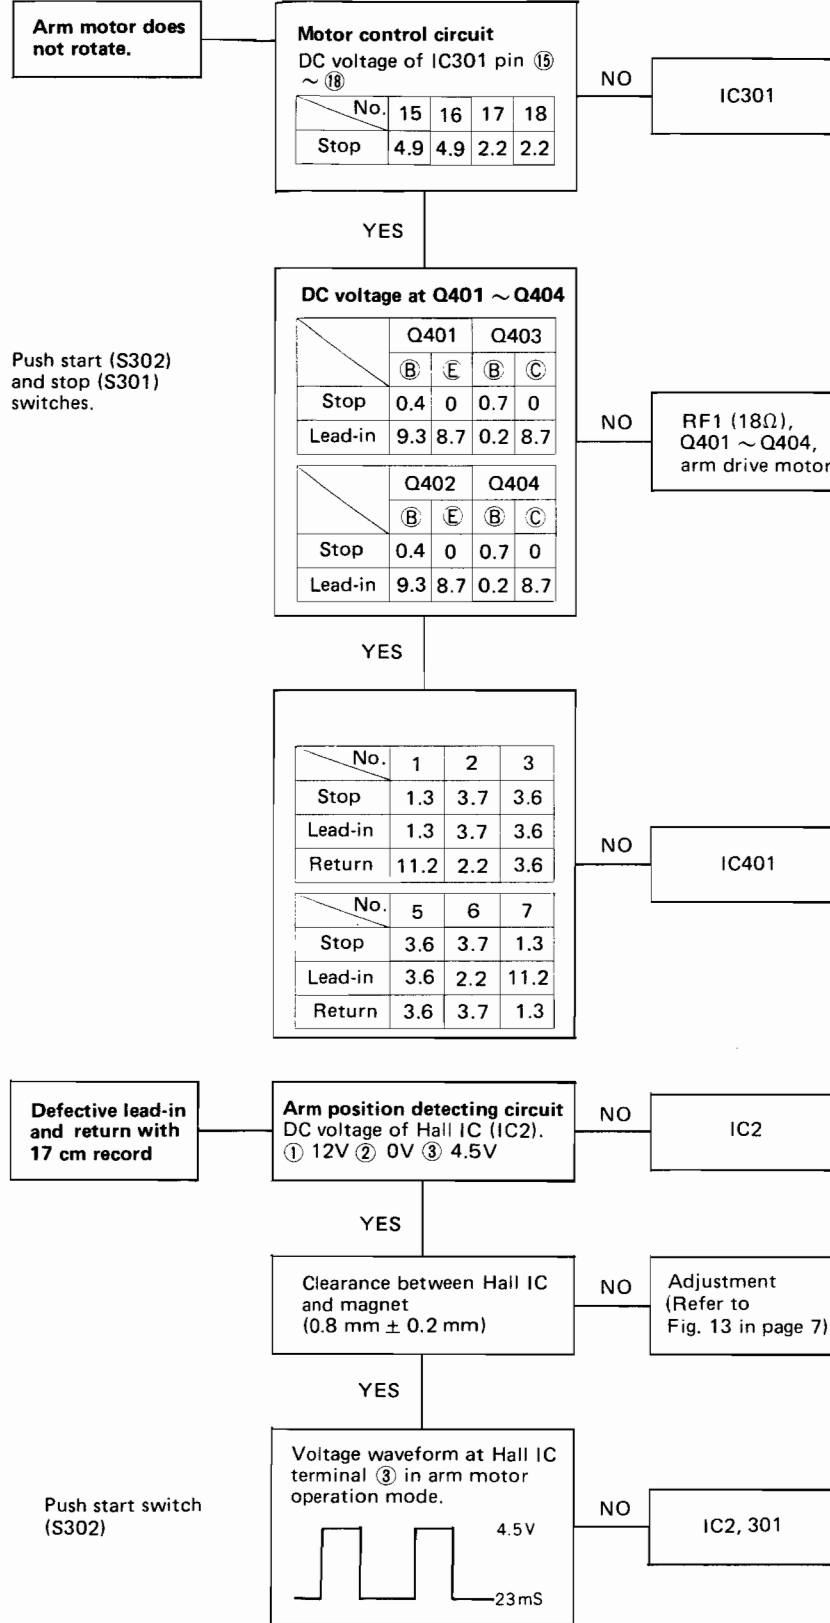 Arm motor does
not rotate.
Motor control circuit
DC voltage of IC301 pin ⑮
~ ⑱
No. 15 16 17 18
Stop 4.9 4.9 2.2 2.2
NO
IC301
YES
Push start (S302)
and stop (S301)
switches.
DC voltage at Q401 ~ Q404
Q401 Q403
Ⓑ Ⓔ Ⓑ Ⓒ
Stop 0.4 0 0.7 0
Lead-in 9.3 8.7 0.2 8.7
Q402 Q404
Ⓑ Ⓔ Ⓑ Ⓒ
Stop 0.4 0 0.7 0
Lead-in 9.3 8.7 0.2 8.7
NO
RF1 (18Ω),
Q401 ~ Q404,
arm drive motor
YES
No. 1 2 3
Stop 1.3 3.7 3.6
Lead-in 1.3 3.7 3.6
Return 11.2 2.2 3.6
No. 5 6 7
Stop 3.6 3.7 1.3
Lead-in 3.6 2.2 11.2
Return 3.6 3.7 1.3
NO
IC401
Defective lead-in
and return with
17 cm record
Arm position detecting circuit
DC voltage of Hall IC (IC2).
① 12V ② 0V ③ 4.5V
NO
IC2
YES
Clearance between Hall IC
and magnet
(0.8 mm ± 0.2 mm)
NO
Adjustment
(Refer to
Fig. 13 in page 7)
YES
Push start switch
(S302)
Voltage waveform at Hall IC
terminal ③ in arm motor
operation mode.
4.5V
23mS
NO
IC2, 301